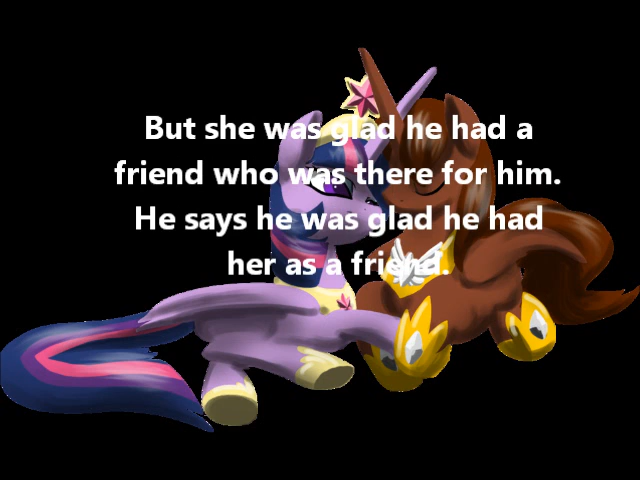 But she was glad he had a
friend who was there for him.
He says he was glad he had
her as a friend.